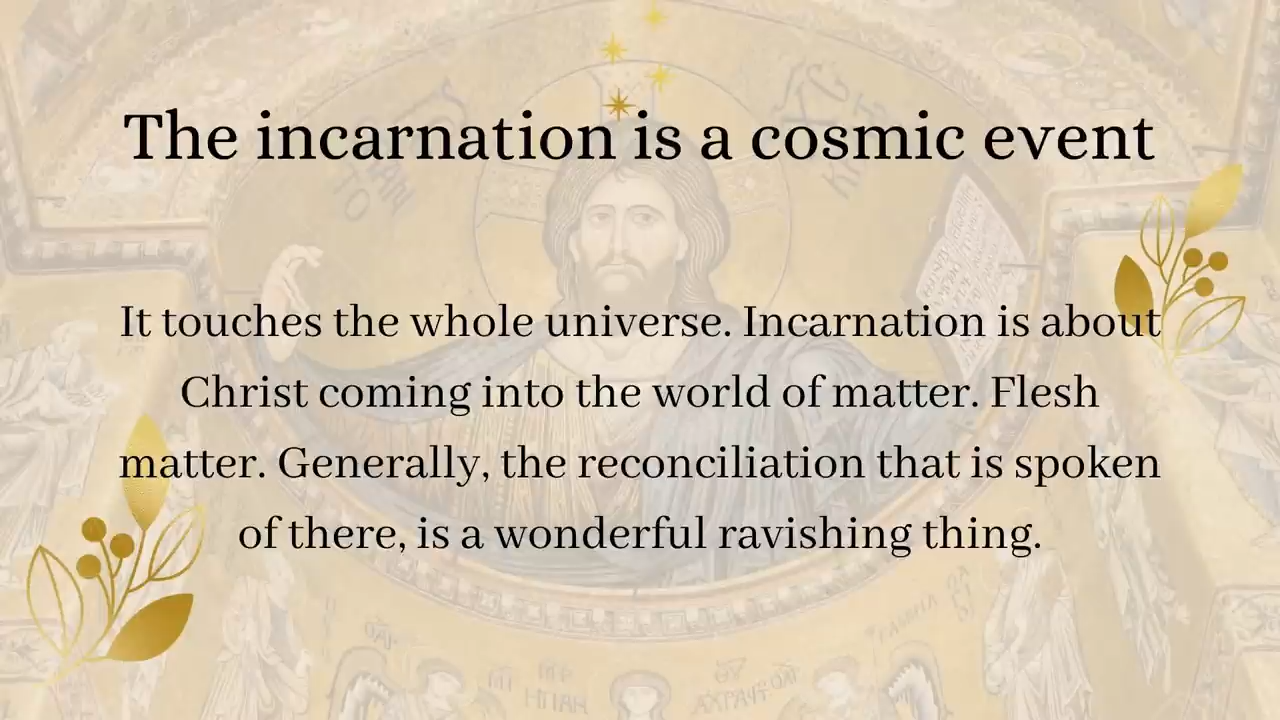 The incarnation is a cosmic event
It touches the whole universe. Incarnation is about
Christ coming into the world of matter. Flesh
matter. Generally, the reconciliation that is spoken
of there, is a wonderful ravishing thing.